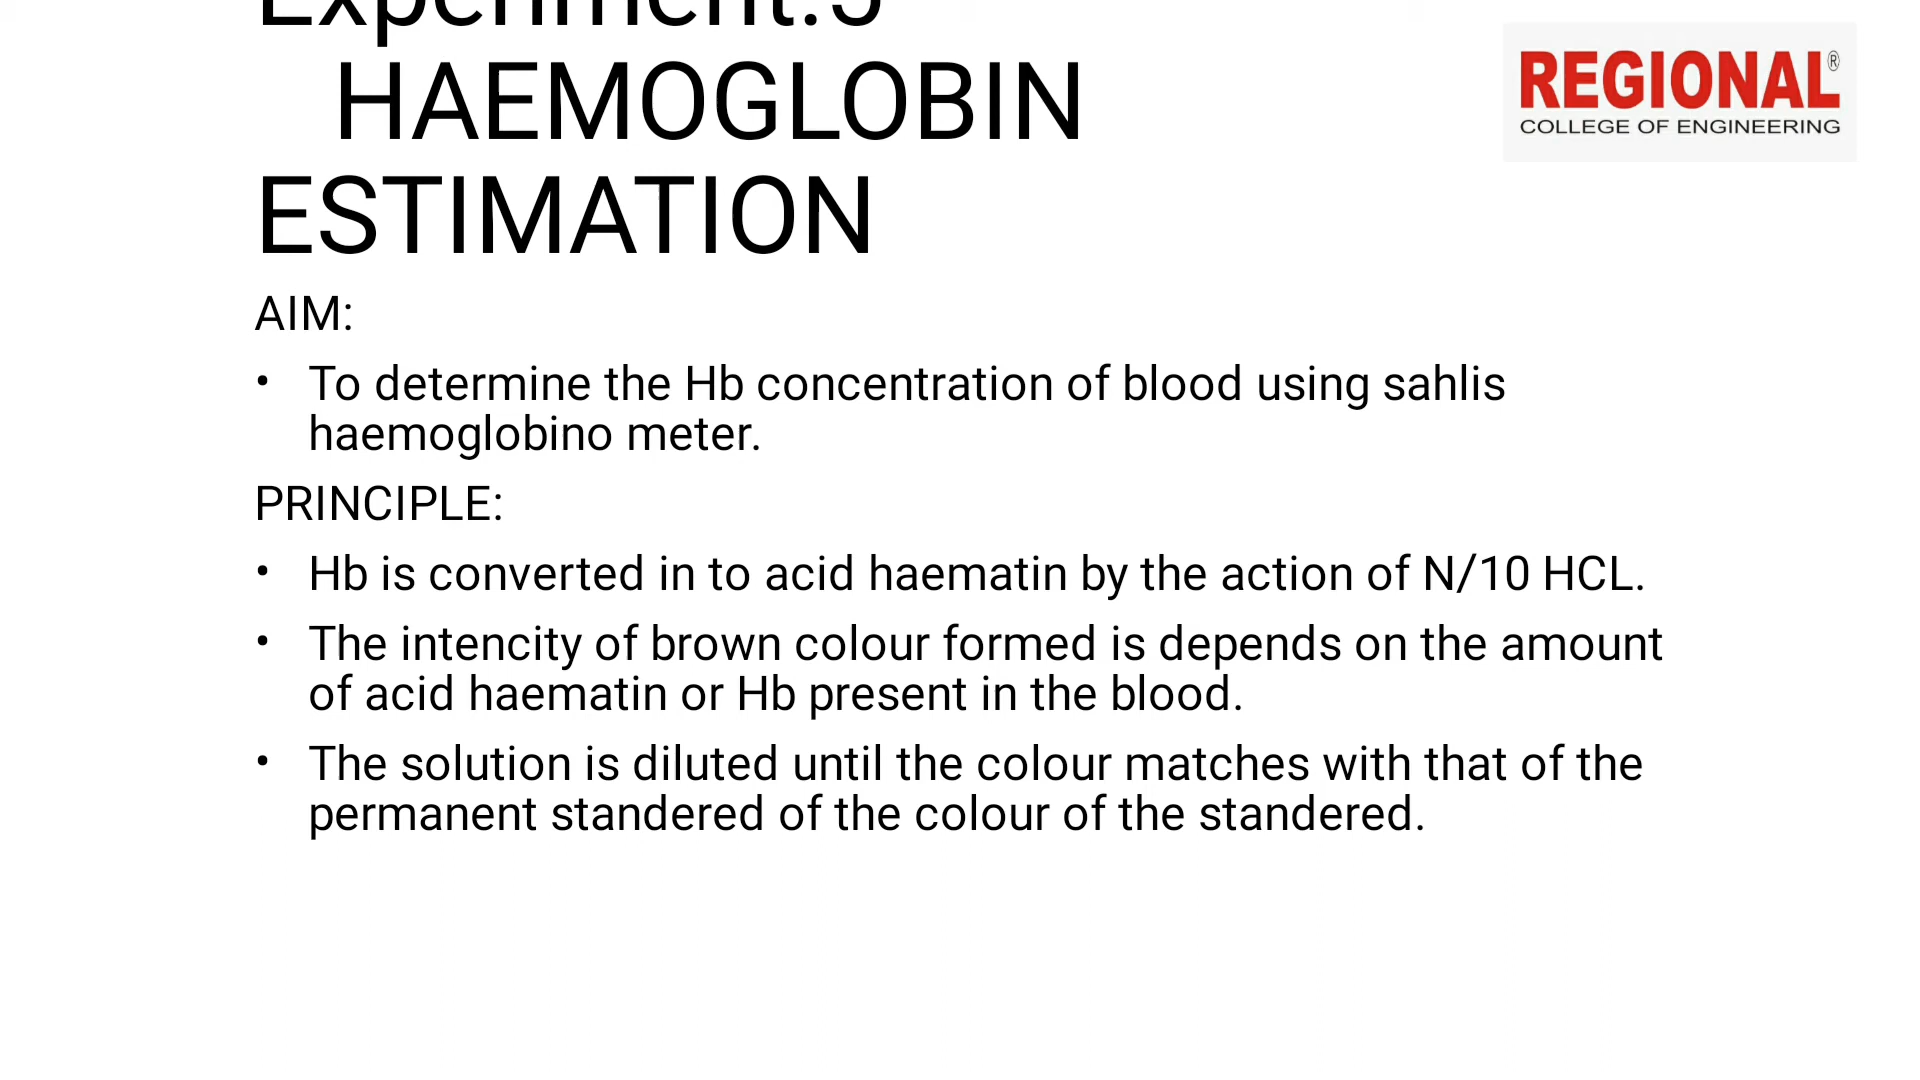 Experiment:5
HAEMOGLOBIN
ESTIMATION
REGIONAL®
COLLEGE OF ENGINEERING
AIM:
• To determine the Hb concentration of blood using sahlis
haemoglobino meter.
PRINCIPLE:
• Hb is converted in to acid haematin by the action of N/10 HCL.
• The intencity of brown colour formed is depends on the amount
of acid haematin or Hb present in the blood.
• The solution is diluted until the colour matches with that of the
permanent standered of the colour of the standered.